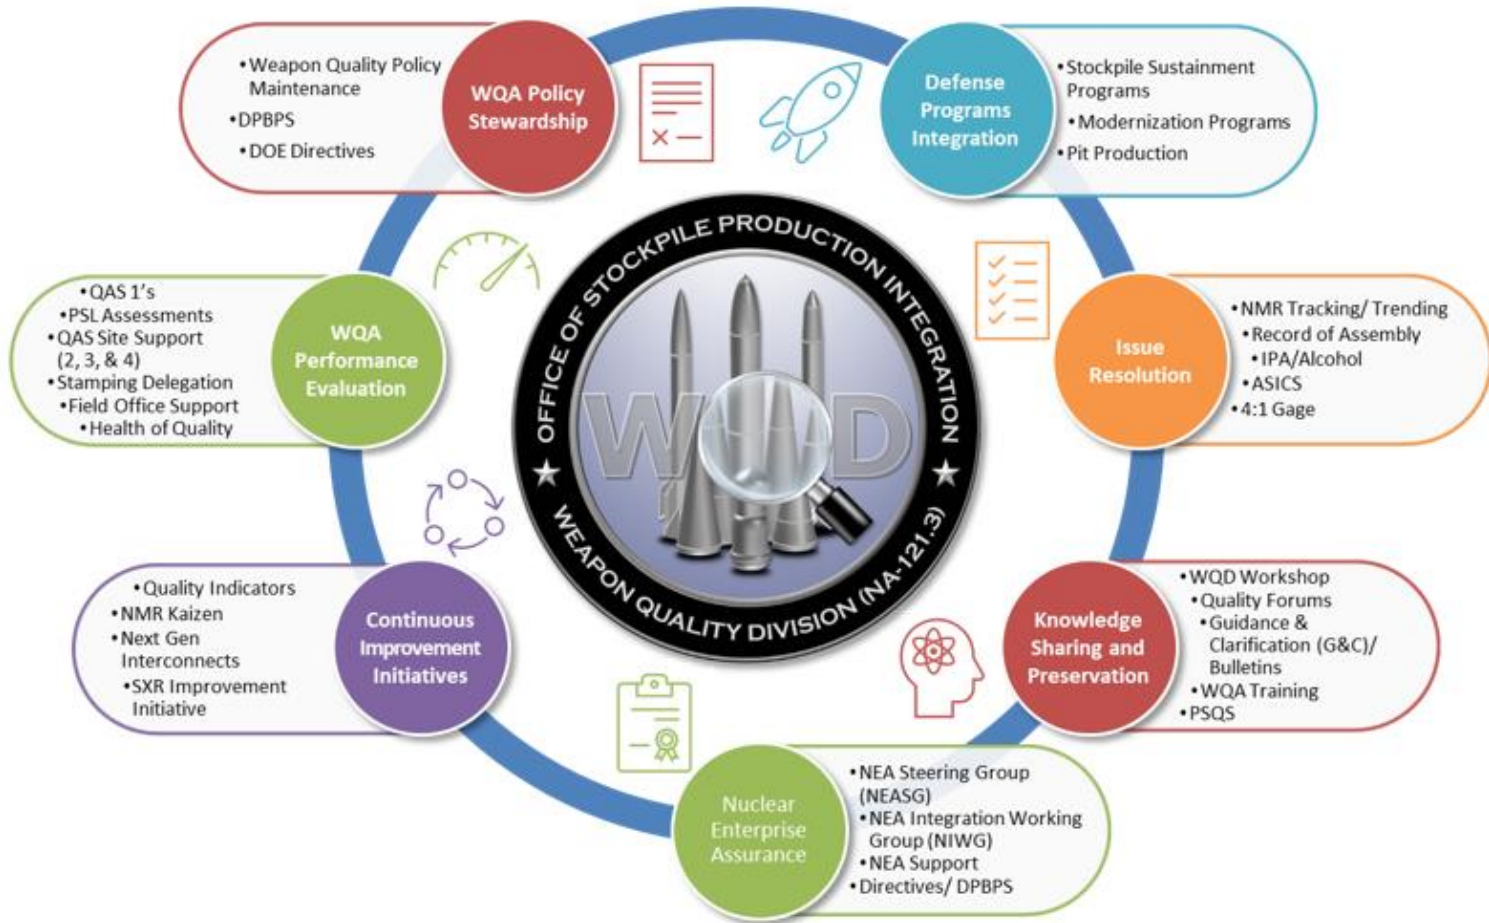 WQA Policy
Stewardship
•Weapon Quality Policy
Maintenance
•DPBPS
•DOE Directives
Defense
Programs
Integration
•Stockpile Sustainment
Programs
•Modernization Programs
•Pit Production
Issue
Resolution
•NMR Tracking/ Trending
•Record of Assembly
•IPA/Alcohol
•ASICS
•4:1 Gage
Knowledge
Sharing and
Preservation
•WQD Workshop
•Quality Forums
•Guidance &
Clarification (G&C)/
Bulletins
•WQA Training
•PSQS
Nuclear
Enterprise
Assurance
•NEA Steering Group
(NEASG)
•NEA Integration Working
Group (NIWG)
•NEA Support
•Directives/ DPBPS
Continuous
Improvement
Initiatives
•Quality Indicators
•NMR Kaizen
•Next Gen
Interconnects
•SXR Improvement
Initiative
WQA
Performance
Evaluation
•QAS 1's
•PSL Assessments
•QAS Site Support
(2, 3, & 4)
•Stamping Delegation
•Field Office Support
•Health of Quality
OFFICE OF STOCKPILE PRODUCTION INTEGRATION
WQD
WEAPON QUALITY DIVISION (NA-121.3)